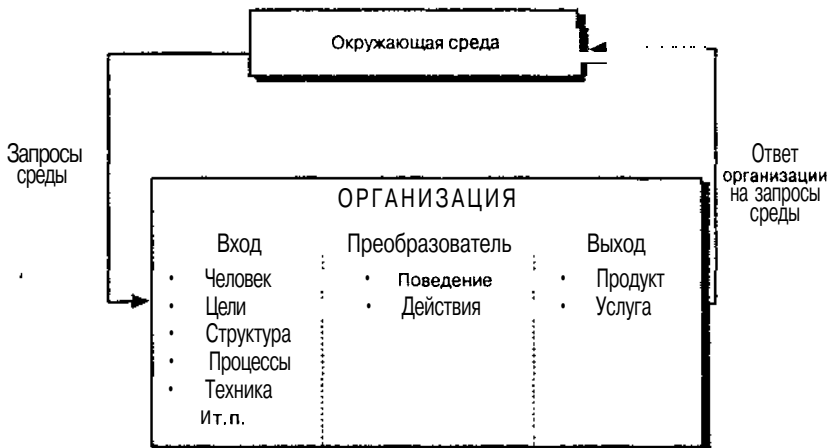 Окружающая среда
Запросы
среды
Ответ
организации
на запросы
среды
ОРГАНИЗАЦИЯ
Вход
• Человек
• Цели
• Структура
• Процессы
• Техника
Ит.п.
Преобразователь
• Поведение
• Действия
Выход
• Продукт
• Услуга